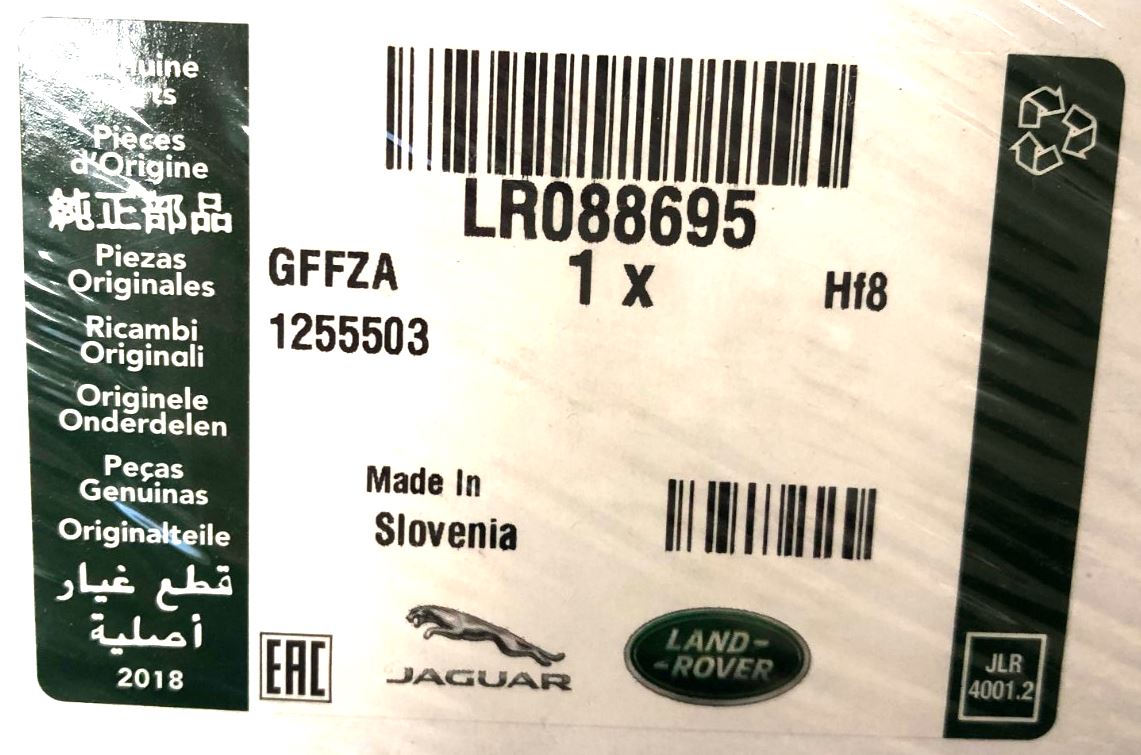 Pièces
d'Origine
純正部品
Piezas
Originales
Ricambi
Originali
Originele
Onderdelen
Peças
Genuinas
Originalteile
قطع غيار
أصلية
2018
LR088695
GFFZA
1 x
Hf8
1255503
Made In
Slovenia
EAC
JAGUAR
LAND-
-ROVER
JLR
4001.2